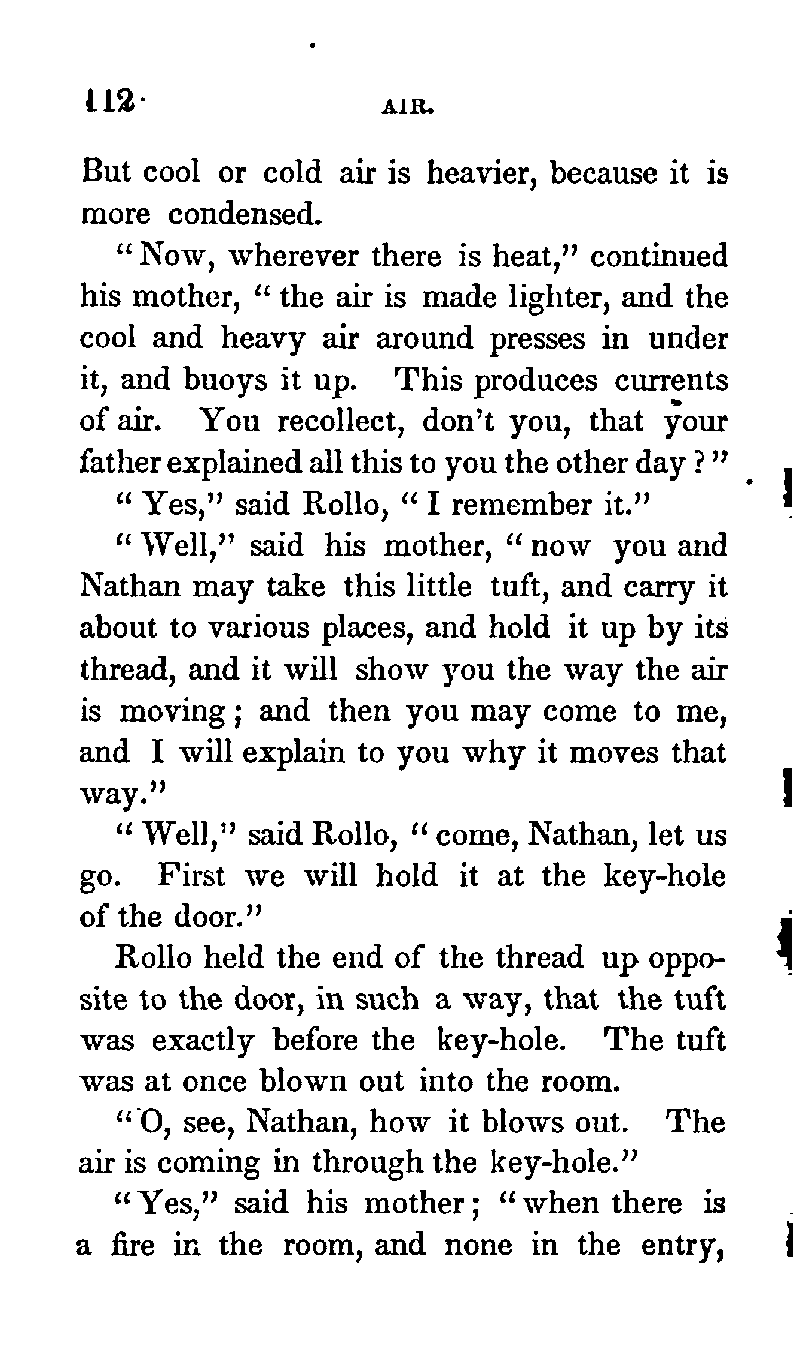 112 AIR.
But cool or cold air is heavier, because it is
more condensed.
“Now, wherever there is heat,” continued
his mother, “the air is made lighter, and the
cool and heavy air around presses in under
it, and buoys it up. This produces currents
of air. You recollect, don’t you, that your
father explained all this to you the other day?”
“Yes,” said Rollo, “I remember it.”
“Well,” said his mother, “now you and
Nathan may take this little tuft, and carry it
about to various places, and hold it up by its
thread, and it will show you the way the air
is moving; and then you may come to me,
and I will explain to you why it moves that
way.”
“Well,” said Rollo, “come, Nathan, let us
go. First we will hold it at the key-hole
of the door.”
Rollo held the end of the thread up oppo-
site to the door, in such a way, that the tuft
was exactly before the key-hole. The tuft
was at once blown out into the room.
“O, see, Nathan, how it blows out. The
air is coming in through the key-hole.”
“Yes,” said his mother; “when there is
a fire in the room, and none in the entry,